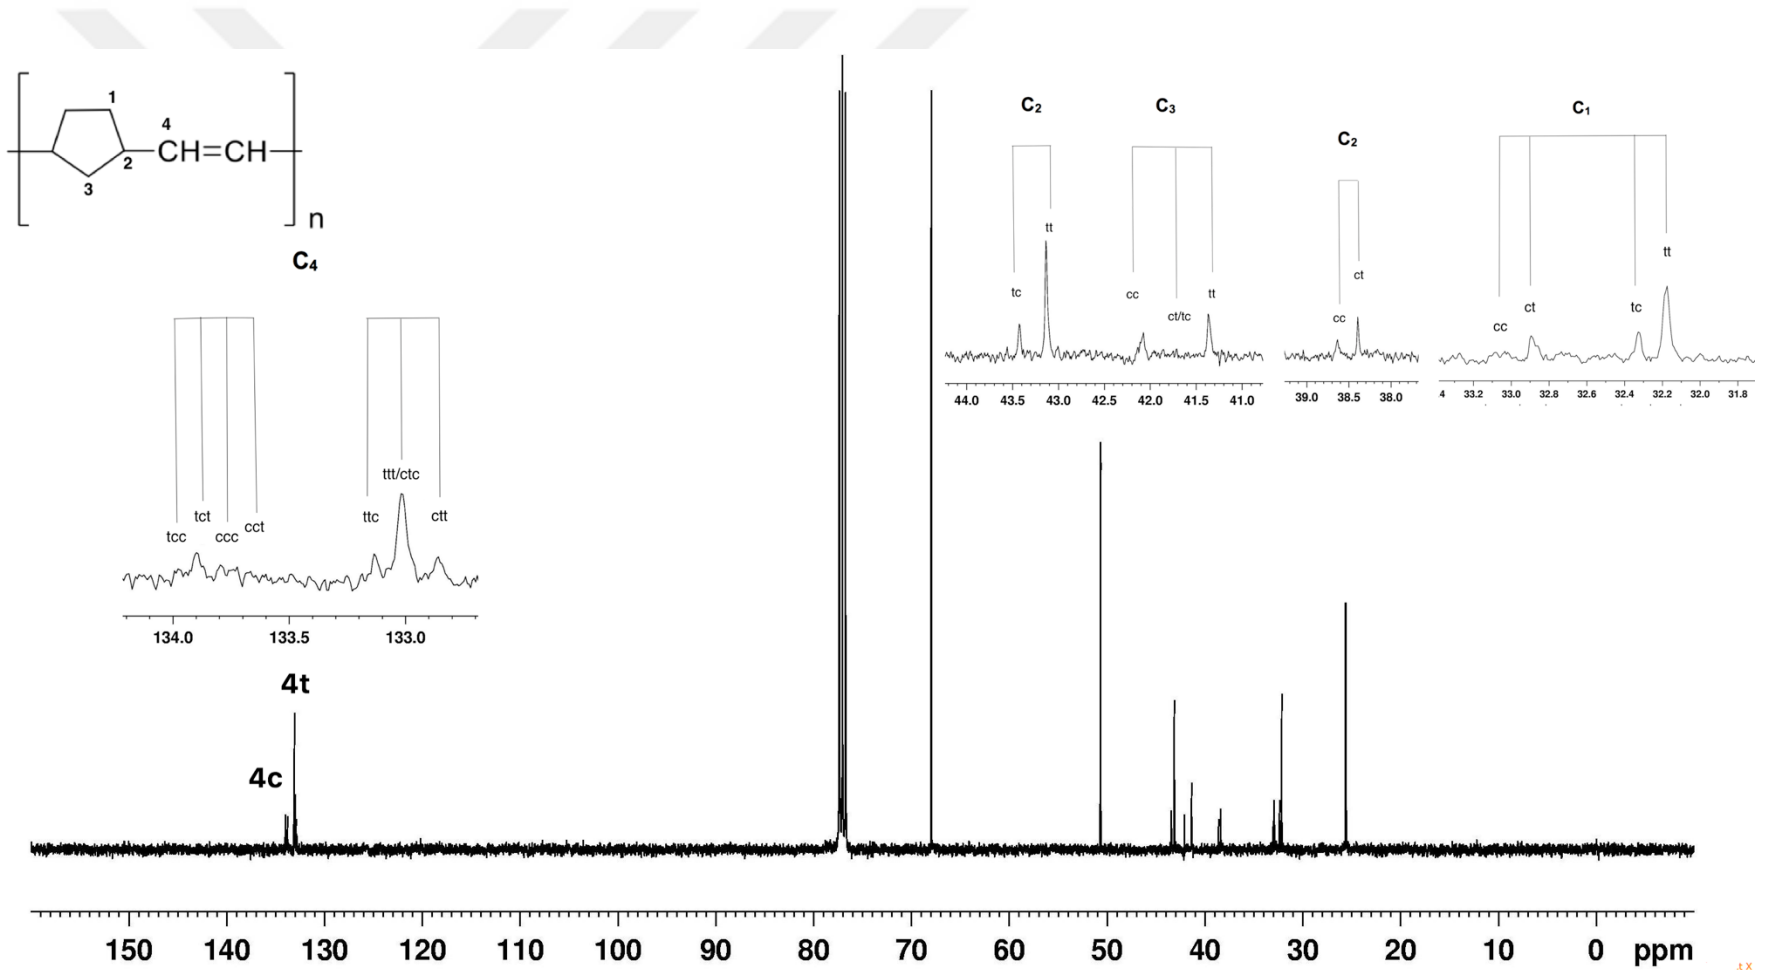 1
4
CH=CH
2
3
n
C4
tcc tct ccc cct
ttc ttt/ctc ctt
134.0 133.5 133.0
4t
4c
C2 C3
tc tt cc ct/tc tt
44.0 43.5 43.0 42.5 42.0 41.5 41.0
C2
cc ct
39.0 38.5 38.0
C1
cc ct tc tt
4 33.2 33.0 32.8 32.6 32.4 32.2 32.0 31.8
150 140 130 120 110 100 90 80 70 60 50 40 30 20 10 0 ppm
.t X